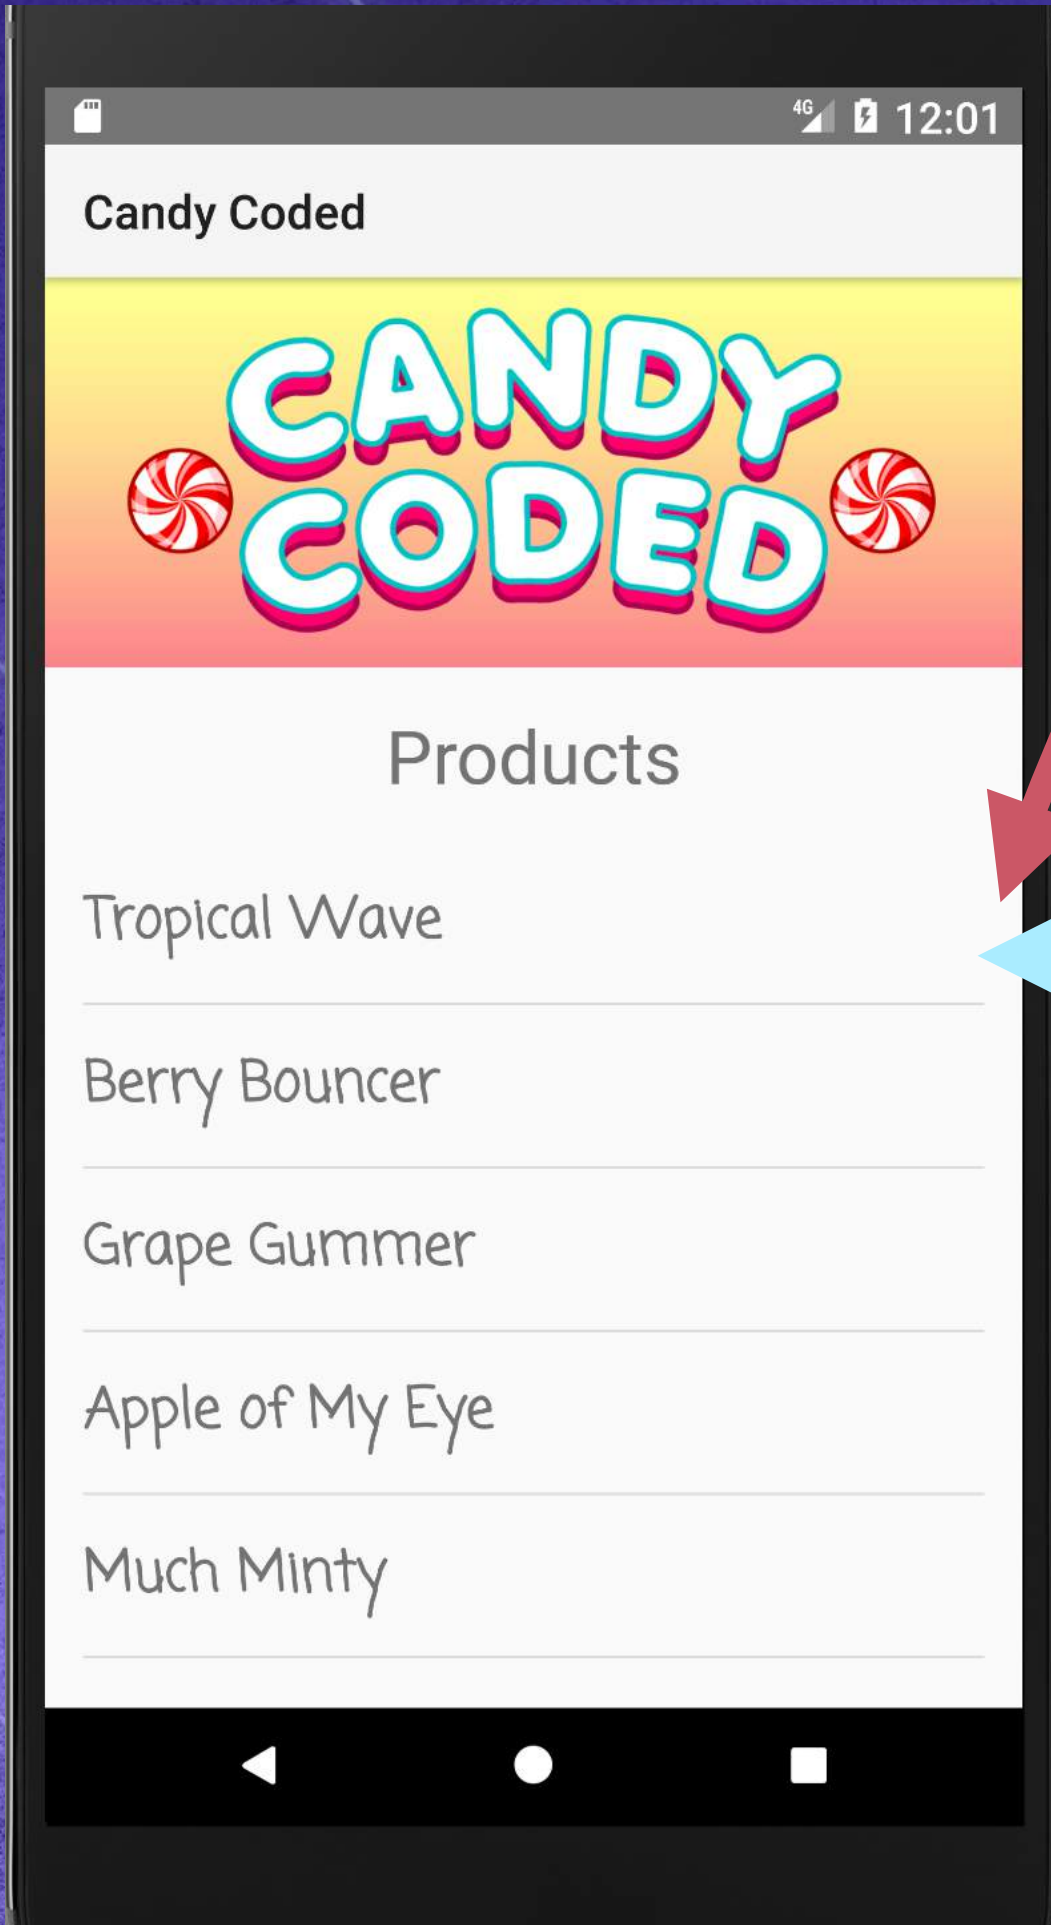 4G 12:01
Candy Coded
CANDY
CODED
Products
Tropical Wave
Berry Bouncer
Grape Gummer
Apple of My Eye
Much Minty